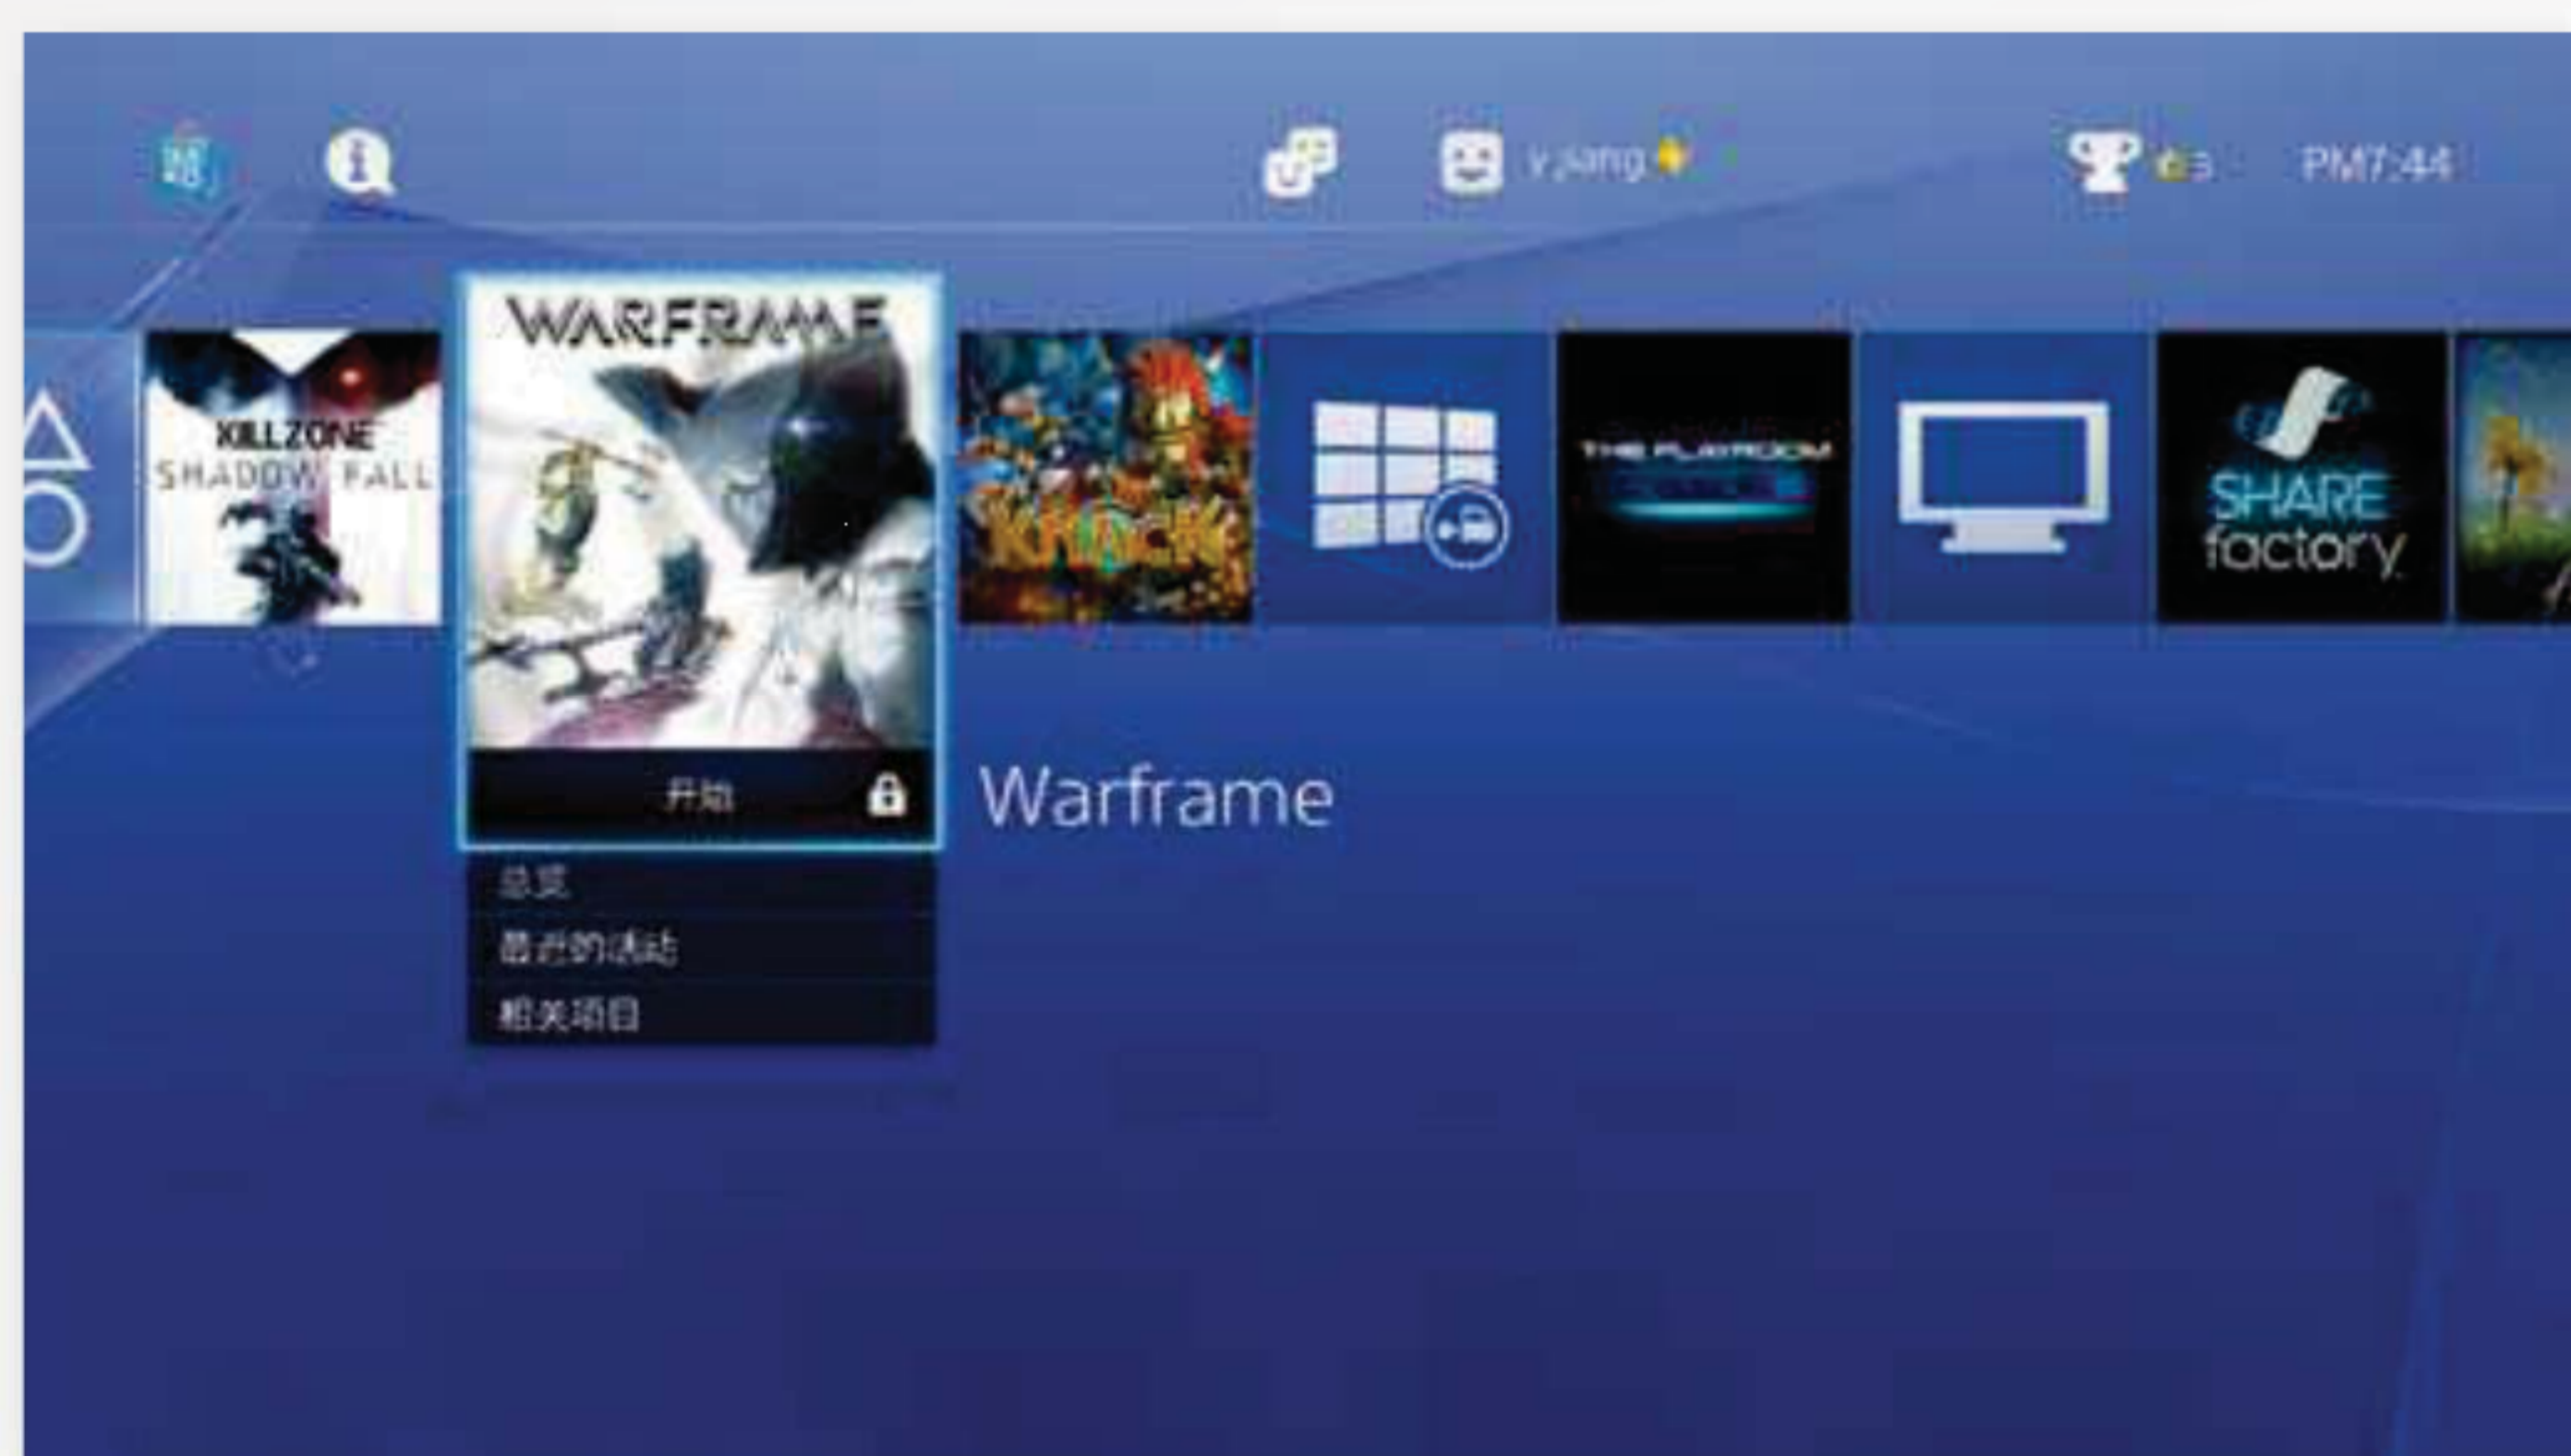 PM7:44
KILLZONE
SHADOW FALL
WARFRAME
KNACK
THE PLAYROOM
SHARE
factory
开始
Warframe
总览
最近的活动
相关项目